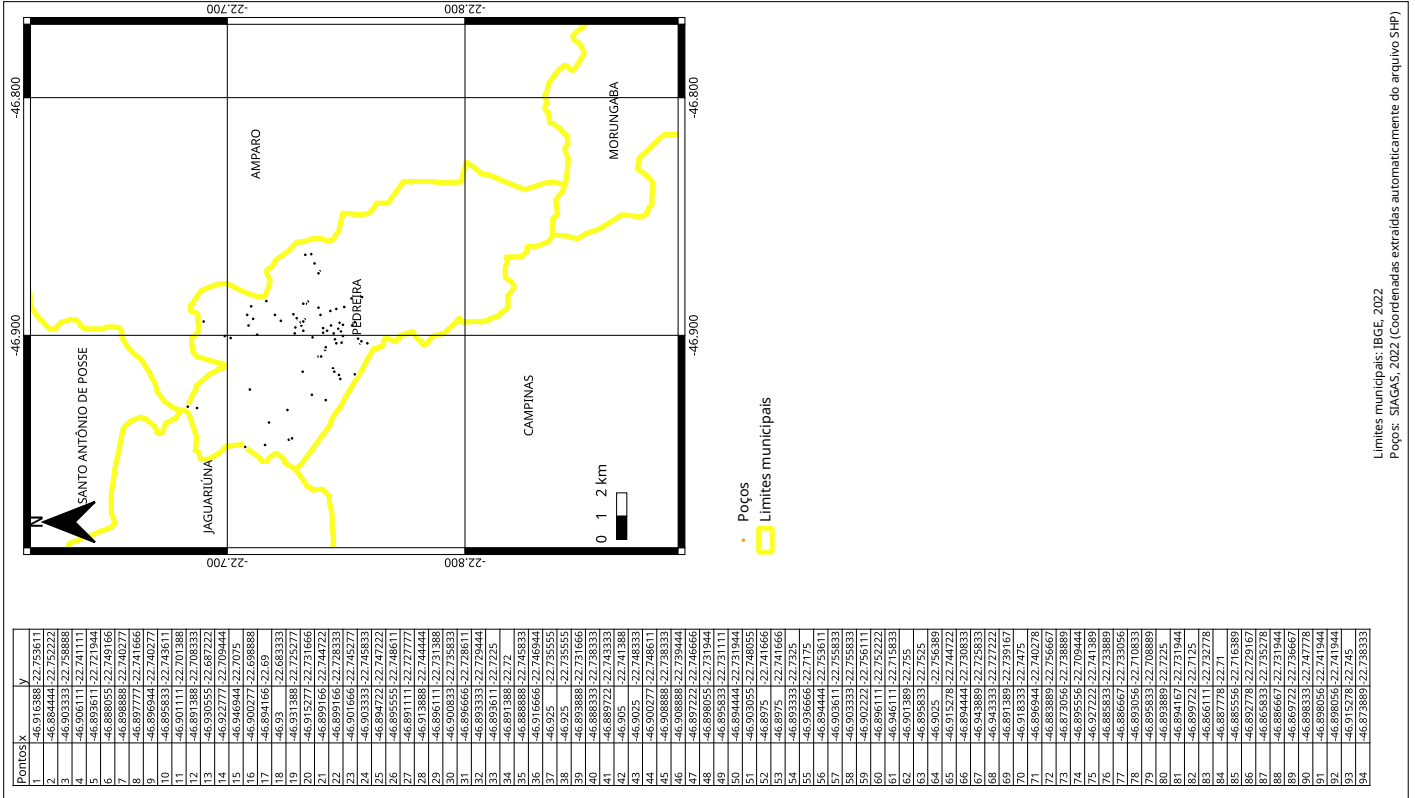 SANTO ANTÔNIO DE POSSE
JAGUARIÚNA
AMPARO
PEDREIRA
CAMPINAS
MORUNGABA
N
-46.900
-46.800
-46.900
-46.800
-22.700
-22.800
-22.700
-22.800
0 1 2 km
Poços
Limites municipais
Pontos x y
1 -46.916388 -22.753611
2 -46.884444 -22.752222
3 -46.903333 -22.758888
4 -46.906111 -22.741111
5 -46.893611 -22.721944
6 -46.888055 -22.749166
7 -46.898888 -22.740277
8 -46.897777 -22.741666
9 -46.896944 -22.740277
10 -46.895833 -22.743611
11 -46.901111 -22.701388
12 -46.891388 -22.708333
13 -46.930555 -22.687222
14 -46.922777 -22.709444
15 -46.946944 -22.7075
16 -46.900277 -22.698888
17 -46.894166 -22.69
18 -46.93 -22.683333
19 -46.931388 -22.725277
20 -46.915277 -22.731666
21 -46.899166 -22.744722
22 -46.899166 -22.728333
23 -46.901666 -22.745277
24 -46.903333 -22.745833
25 -46.894722 -22.747222
26 -46.895555 -22.748611
27 -46.891111 -22.727777
28 -46.913888 -22.744444
29 -46.896111 -22.731388
30 -46.900833 -22.735833
31 -46.896666 -22.728611
32 -46.893333 -22.729444
33 -46.893611 -22.7225
34 -46.891388 -22.72
35 -46.888888 -22.745833
36 -46.916666 -22.746944
37 -46.925 -22.735555
38 -46.925 -22.735555
39 -46.893888 -22.731666
40 -46.888333 -22.738333
41 -46.889722 -22.743333
42 -46.905 -22.741388
43 -46.9025 -22.748333
44 -46.900277 -22.748611
45 -46.908888 -22.738333
46 -46.908888 -22.739444
47 -46.897222 -22.746666
48 -46.898055 -22.731944
49 -46.893055 -22.731111
50 -46.894444 -22.731944
51 -46.903055 -22.748055
52 -46.8975 -22.741666
53 -46.8975 -22.741666
54 -46.893333 -22.7325
55 -46.936666 -22.7175
56 -46.894444 -22.753611
57 -46.903333 -22.755833
58 -46.903333 -22.755833
59 -46.902222 -22.756111
60 -46.896111 -22.752222
61 -46.946111 -22.715833
62 -46.901389 -22.755
63 -46.895833 -22.7525
64 -46.9025 -22.756389
65 -46.915278 -22.744722
66 -46.894444 -22.730833
67 -46.943889 -22.725833
68 -46.943333 -22.727222
69 -46.891389 -22.739167
70 -46.918333 -22.7475
71 -46.896944 -22.740278
72 -46.883889 -22.756667
73 -46.873056 -22.738889
74 -46.895556 -22.709444
75 -46.927222 -22.741389
76 -46.885833 -22.733889
77 -46.886667 -22.733056
78 -46.893056 -22.710833
79 -46.895833 -22.708889
80 -46.893889 -22.7225
81 -46.894167 -22.731944
82 -46.899722 -22.7125
83 -46.866111 -22.732778
84 -46.887778 -22.71
85 -46.885556 -22.716389
86 -46.892778 -22.729167
87 -46.865833 -22.735278
88 -46.886667 -22.731944
89 -46.869722 -22.736667
90 -46.898333 -22.747778
91 -46.898056 -22.741944
92 -46.898056 -22.741944
93 -46.915278 -22.745
94 -46.873889 -22.738333
Limites municipais: IBGE, 2022
Poços: SIAGAS, 2022 (Coordenadas extraídas automaticamente do arquivo SHP)